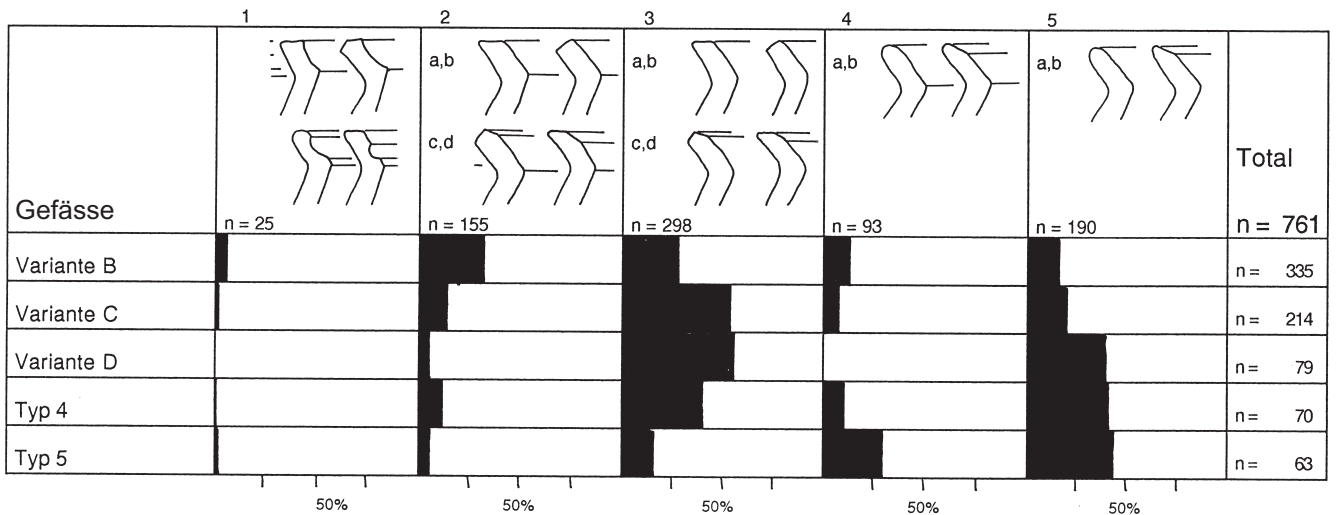 1 2 3 4 5
a,b a,b a,b a,b
c,d c,d
Total
Gefässe
n = 25 n = 155 n = 298 n = 93 n = 190 n = 761
Variante B n = 335
Variante C n = 214
Variante D n = 79
Typ 4 n = 70
Typ 5 n = 63
50% 50% 50% 50% 50%